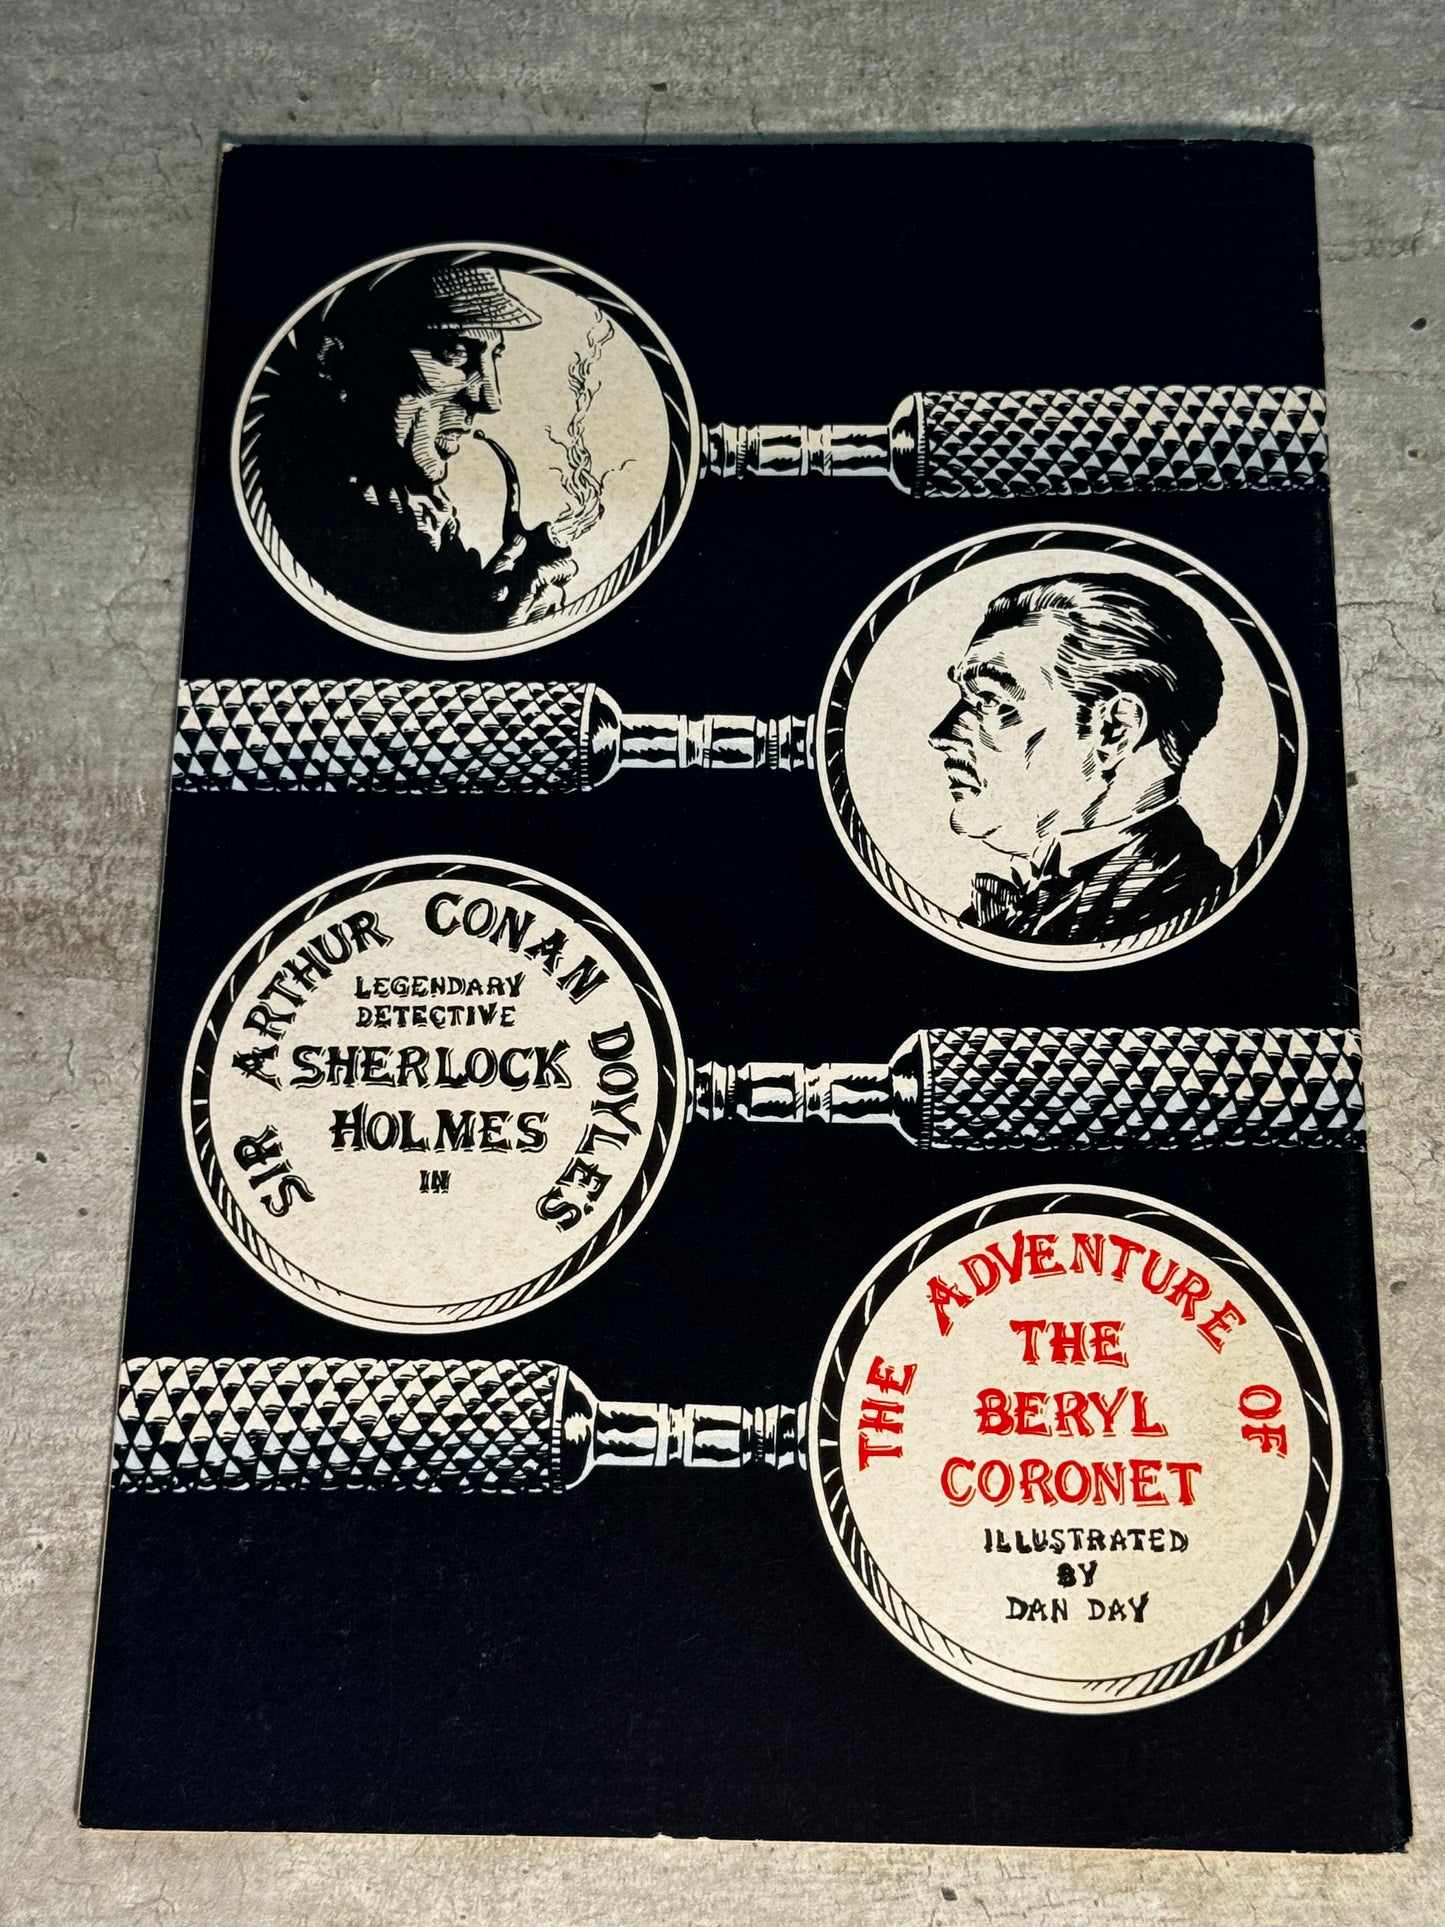 SIR ARTHUR CONAN DOYLE'S
LEGENDARY
DETECTIVE
SHERLOCK
HOLMES
IN
THE ADVENTURE OF
THE
BERYL
CORONET
ILLUSTRATED
BY
DAN DAY